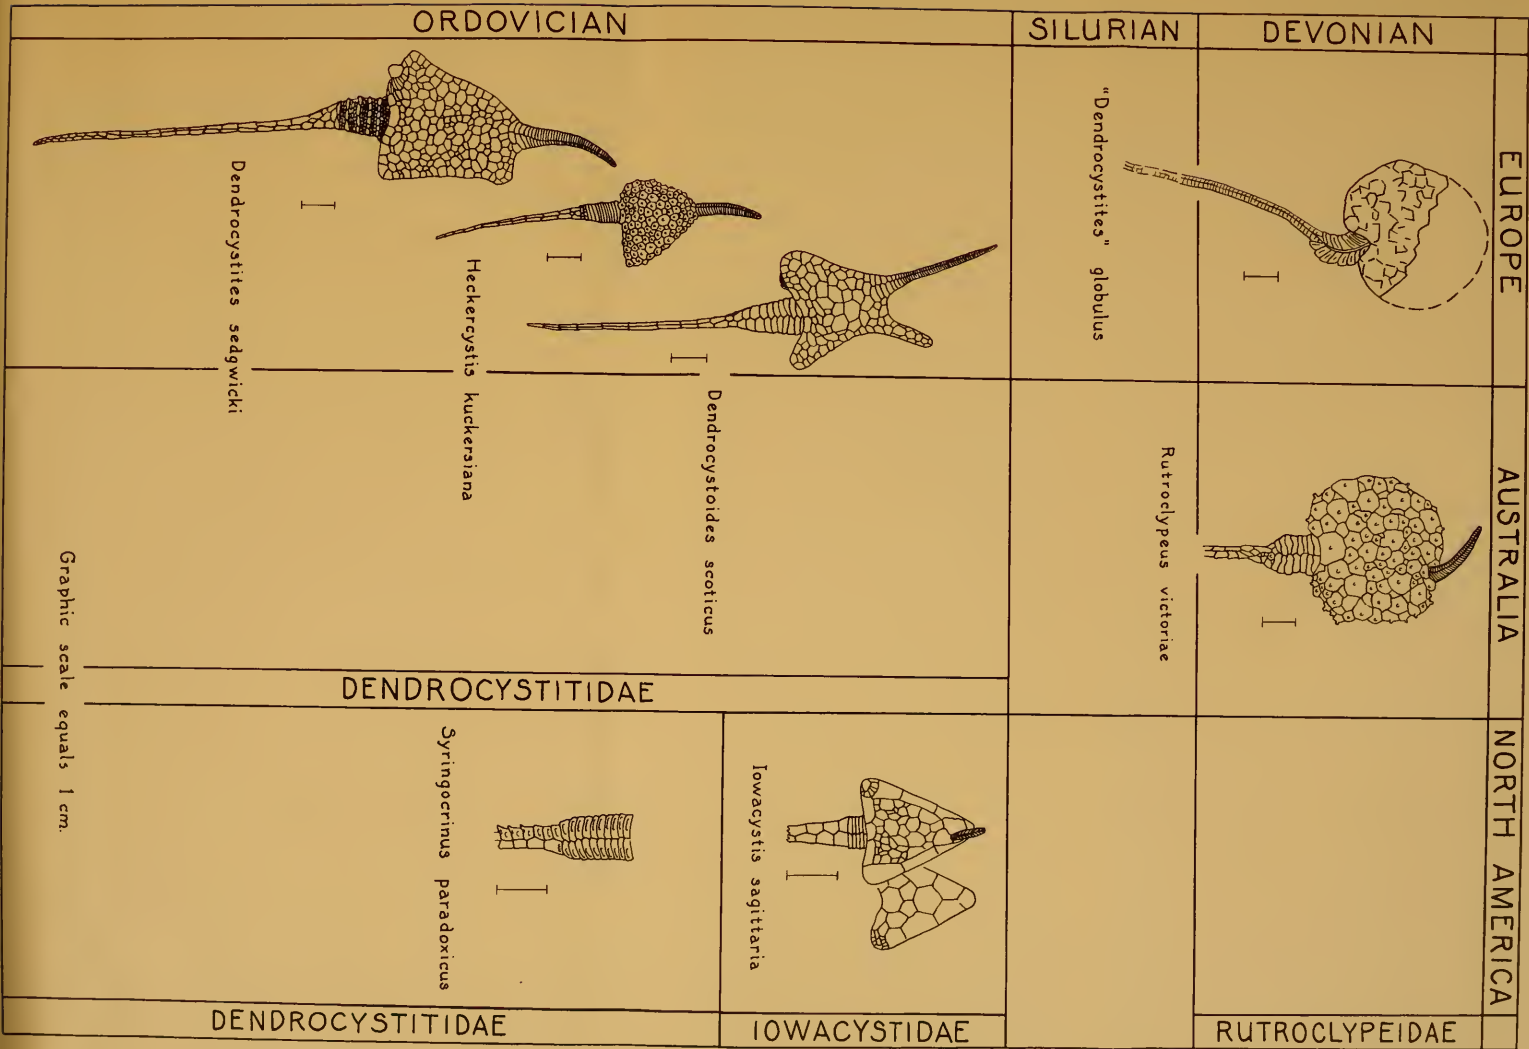 ORDOVICIAN
SILURIAN
DEVONIAN
EUROPE
AUSTRALIA
NORTH AMERICA
Dendrocystites sedgwicki
Heckercystis kuckersiana
Dendrocystoides scoticus
"Dendrocystites" globulus
Rutroclypeus victoriae
DENDROCYSTITIDAE
Syringocrinus paradoxicus
Iowacystis sagittaria
Graphic scale equals 1 cm.
DENDROCYSTITIDAE
IOWACYSTIDAE
RUTROCLYPEIDAE